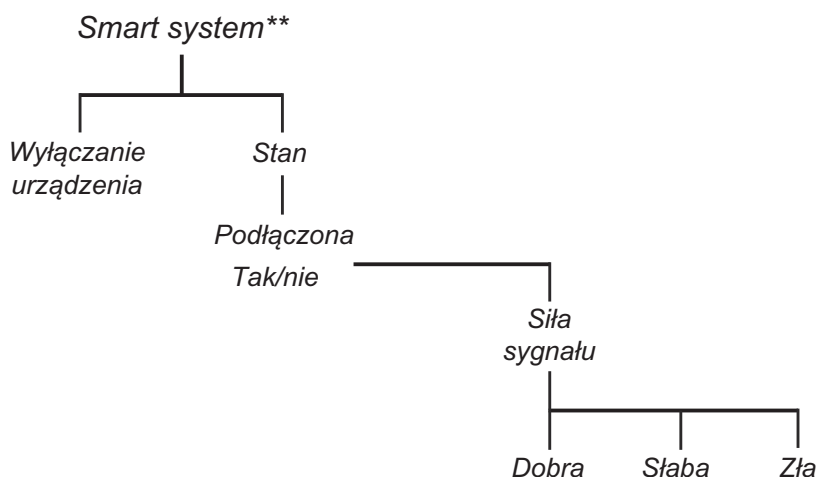 Smart system**
Wyłączanie
urządzenia
Stan
Podłączona
Tak/nie
Siła
sygnału
Dobra
Słaba
Zła